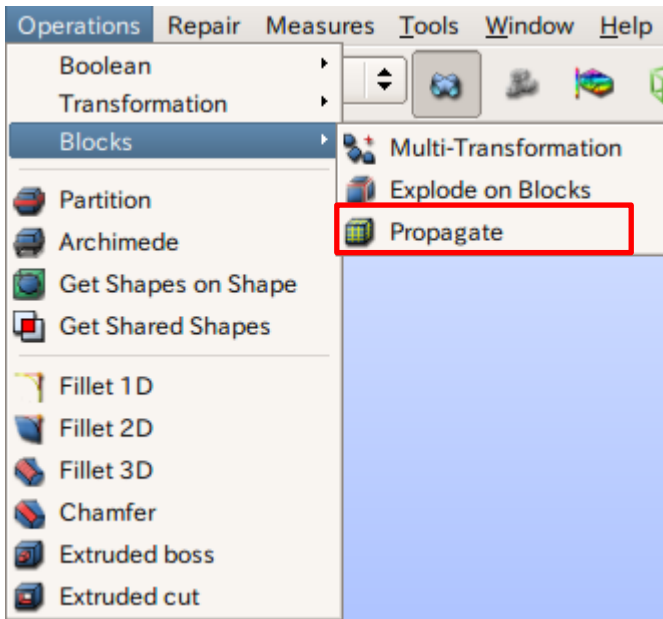 Operations Repair Measures Tools Window Help
Boolean
Transformation
Blocks
Multi-Transformation
Explode on Blocks
Propagate
Partition
Archimede
Get Shapes on Shape
Get Shared Shapes
Fillet 1D
Fillet 2D
Fillet 3D
Chamfer
Extruded boss
Extruded cut